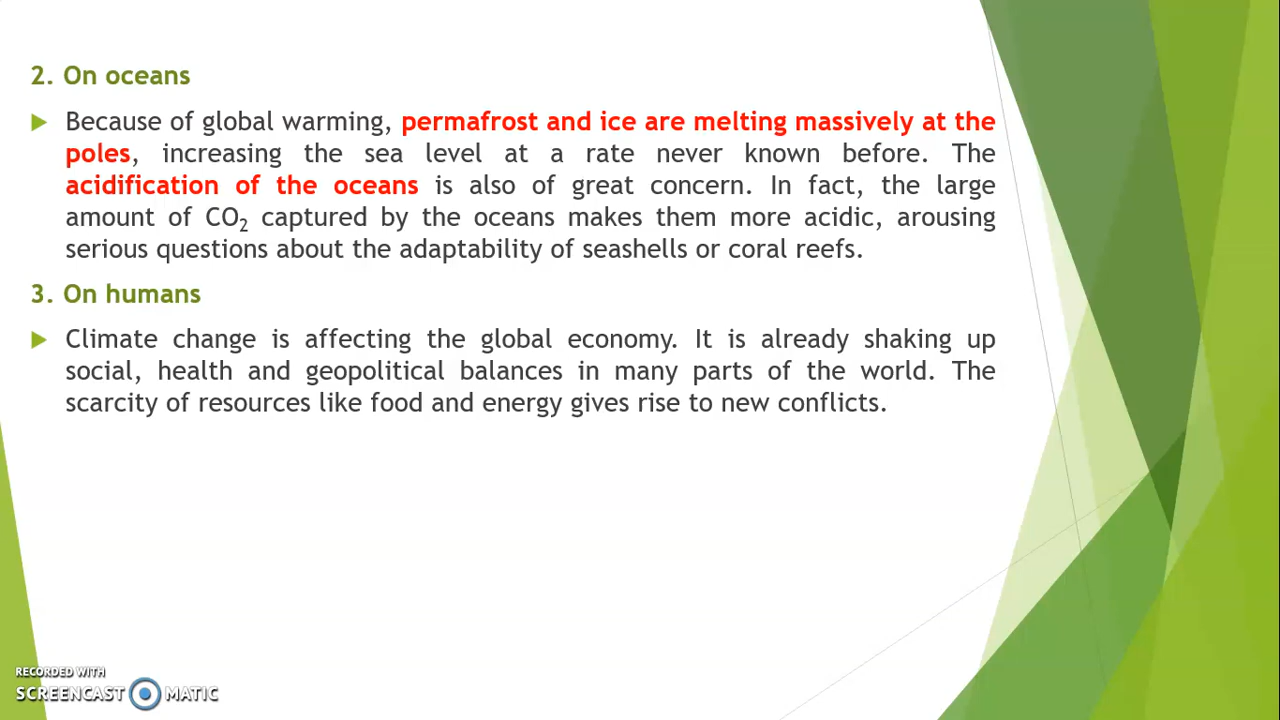 2. On oceans
Because of global warming, permafrost and ice are melting massively at the
poles, increasing the sea level at a rate never known before. The
acidification of the oceans is also of great concern. In fact, the large
amount of CO₂ captured by the oceans makes them more acidic, arousing
serious questions about the adaptability of seashells or coral reefs.
3. On humans
Climate change is affecting the global economy. It is already shaking up
social, health and geopolitical balances in many parts of the world. The
scarcity of resources like food and energy gives rise to new conflicts.
RECORDED WITH
SCREENCAST MATIC